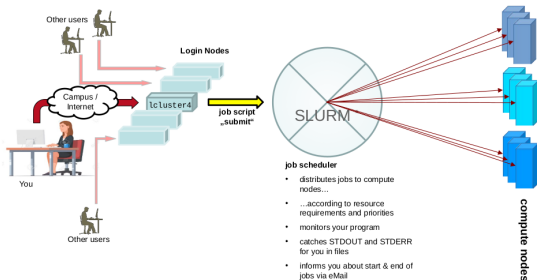 Other users
Login Nodes
Campus /
Internet
lcluster4
job script
„submit“
You
Other users
SLURM
job scheduler
• distributes jobs to compute
nodes…
• …according to resource
requirements and priorities
• monitors your program
• catches STDOUT and STDERR
for you in files
• informs you about start & end of
jobs via eMail
compute nodes